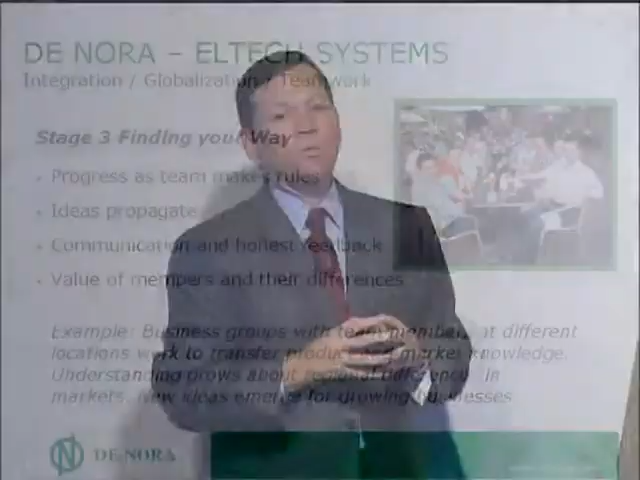 DE NORA – ELTECH SYSTEMS
Integration / Globalization / Teamwork
Stage 3 Finding your Way
• Progress as team makes rules
• Ideas propagate
• Communication and honest feedback
• Value of members and their differences
Example: Business groups with team members at different
locations work to transfer product and market knowledge.
Understanding grows about regional differences in
markets. New ideas emerge for growing businesses
DE NORA